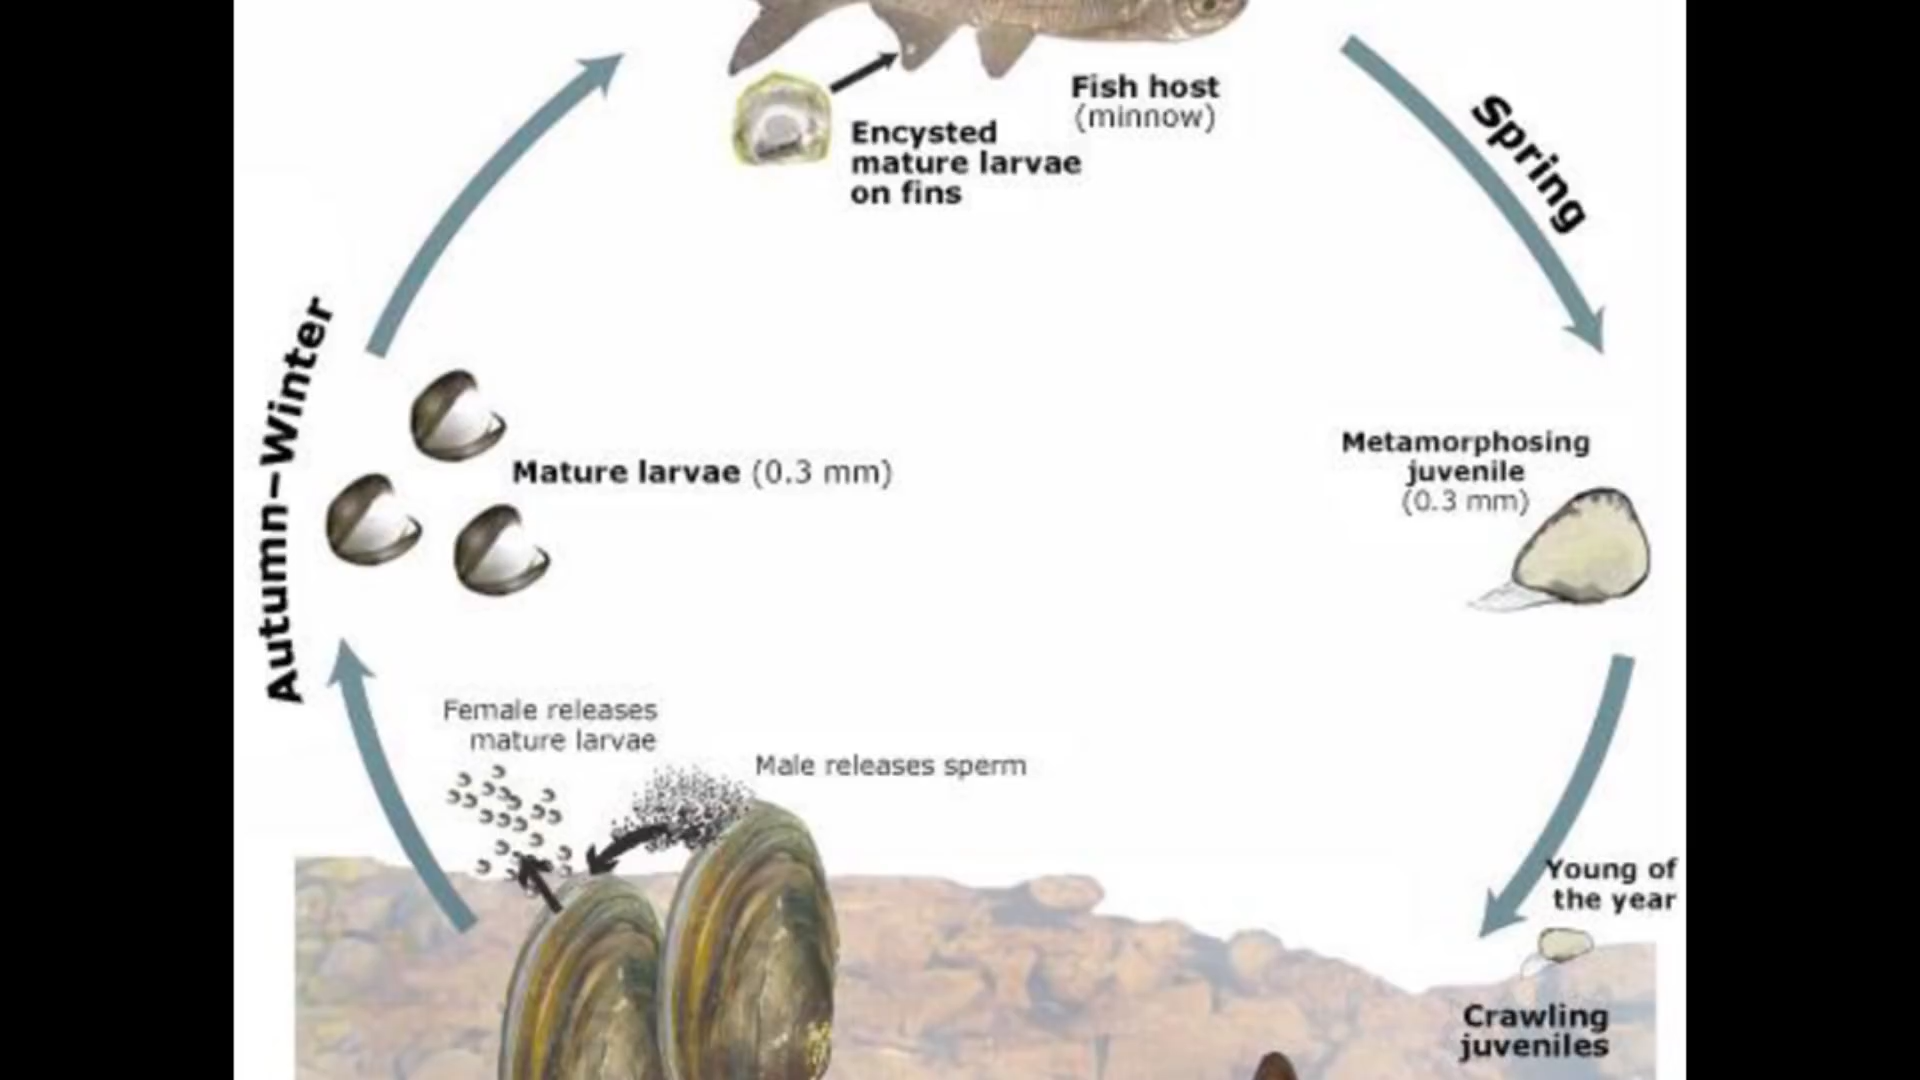 Fish host
(minnow)
Encysted
mature larvae
on fins
Spring
Autumn–Winter
Mature larvae (0.3 mm)
Metamorphosing
juvenile
(0.3 mm)
Female releases
mature larvae
Male releases sperm
Young of
the year
Crawling
juveniles